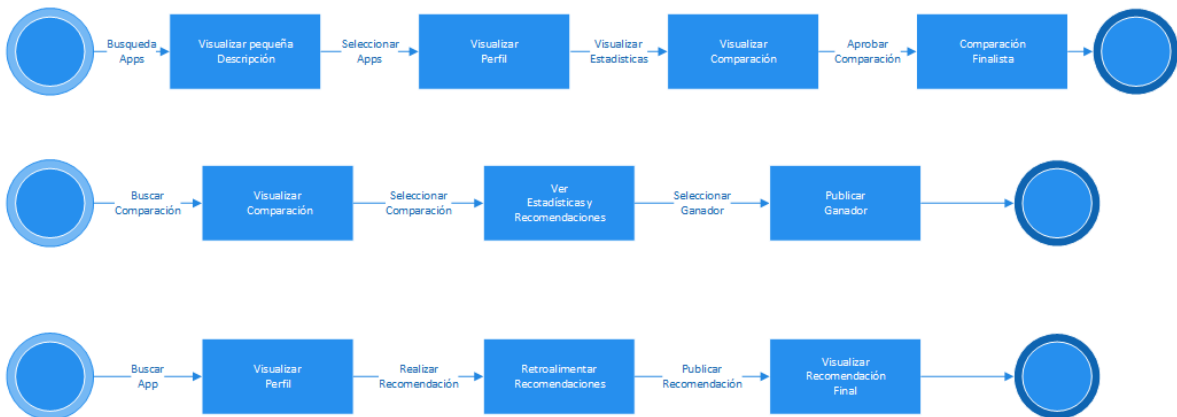 Busqueda
Apps
Visualizar pequeña
Descripción
Seleccionar
Apps
Visualizar
Perfil
Visualizar
Estadisticas
Visualizar
Comparación
Aprobar
Comparación
Comparación
Finalista
Buscar
Comparación
Visualizar
Comparación
Seleccionar
Comparación
Ver
Estadísticas y
Recomendaciones
Seleccionar
Ganador
Publicar
Ganador
Buscar
App
Visualizar
Perfil
Realizar
Recomendación
Retroalimentar
Recomendaciones
Publicar
Recomendación
Visualizar
Recomendación
Final